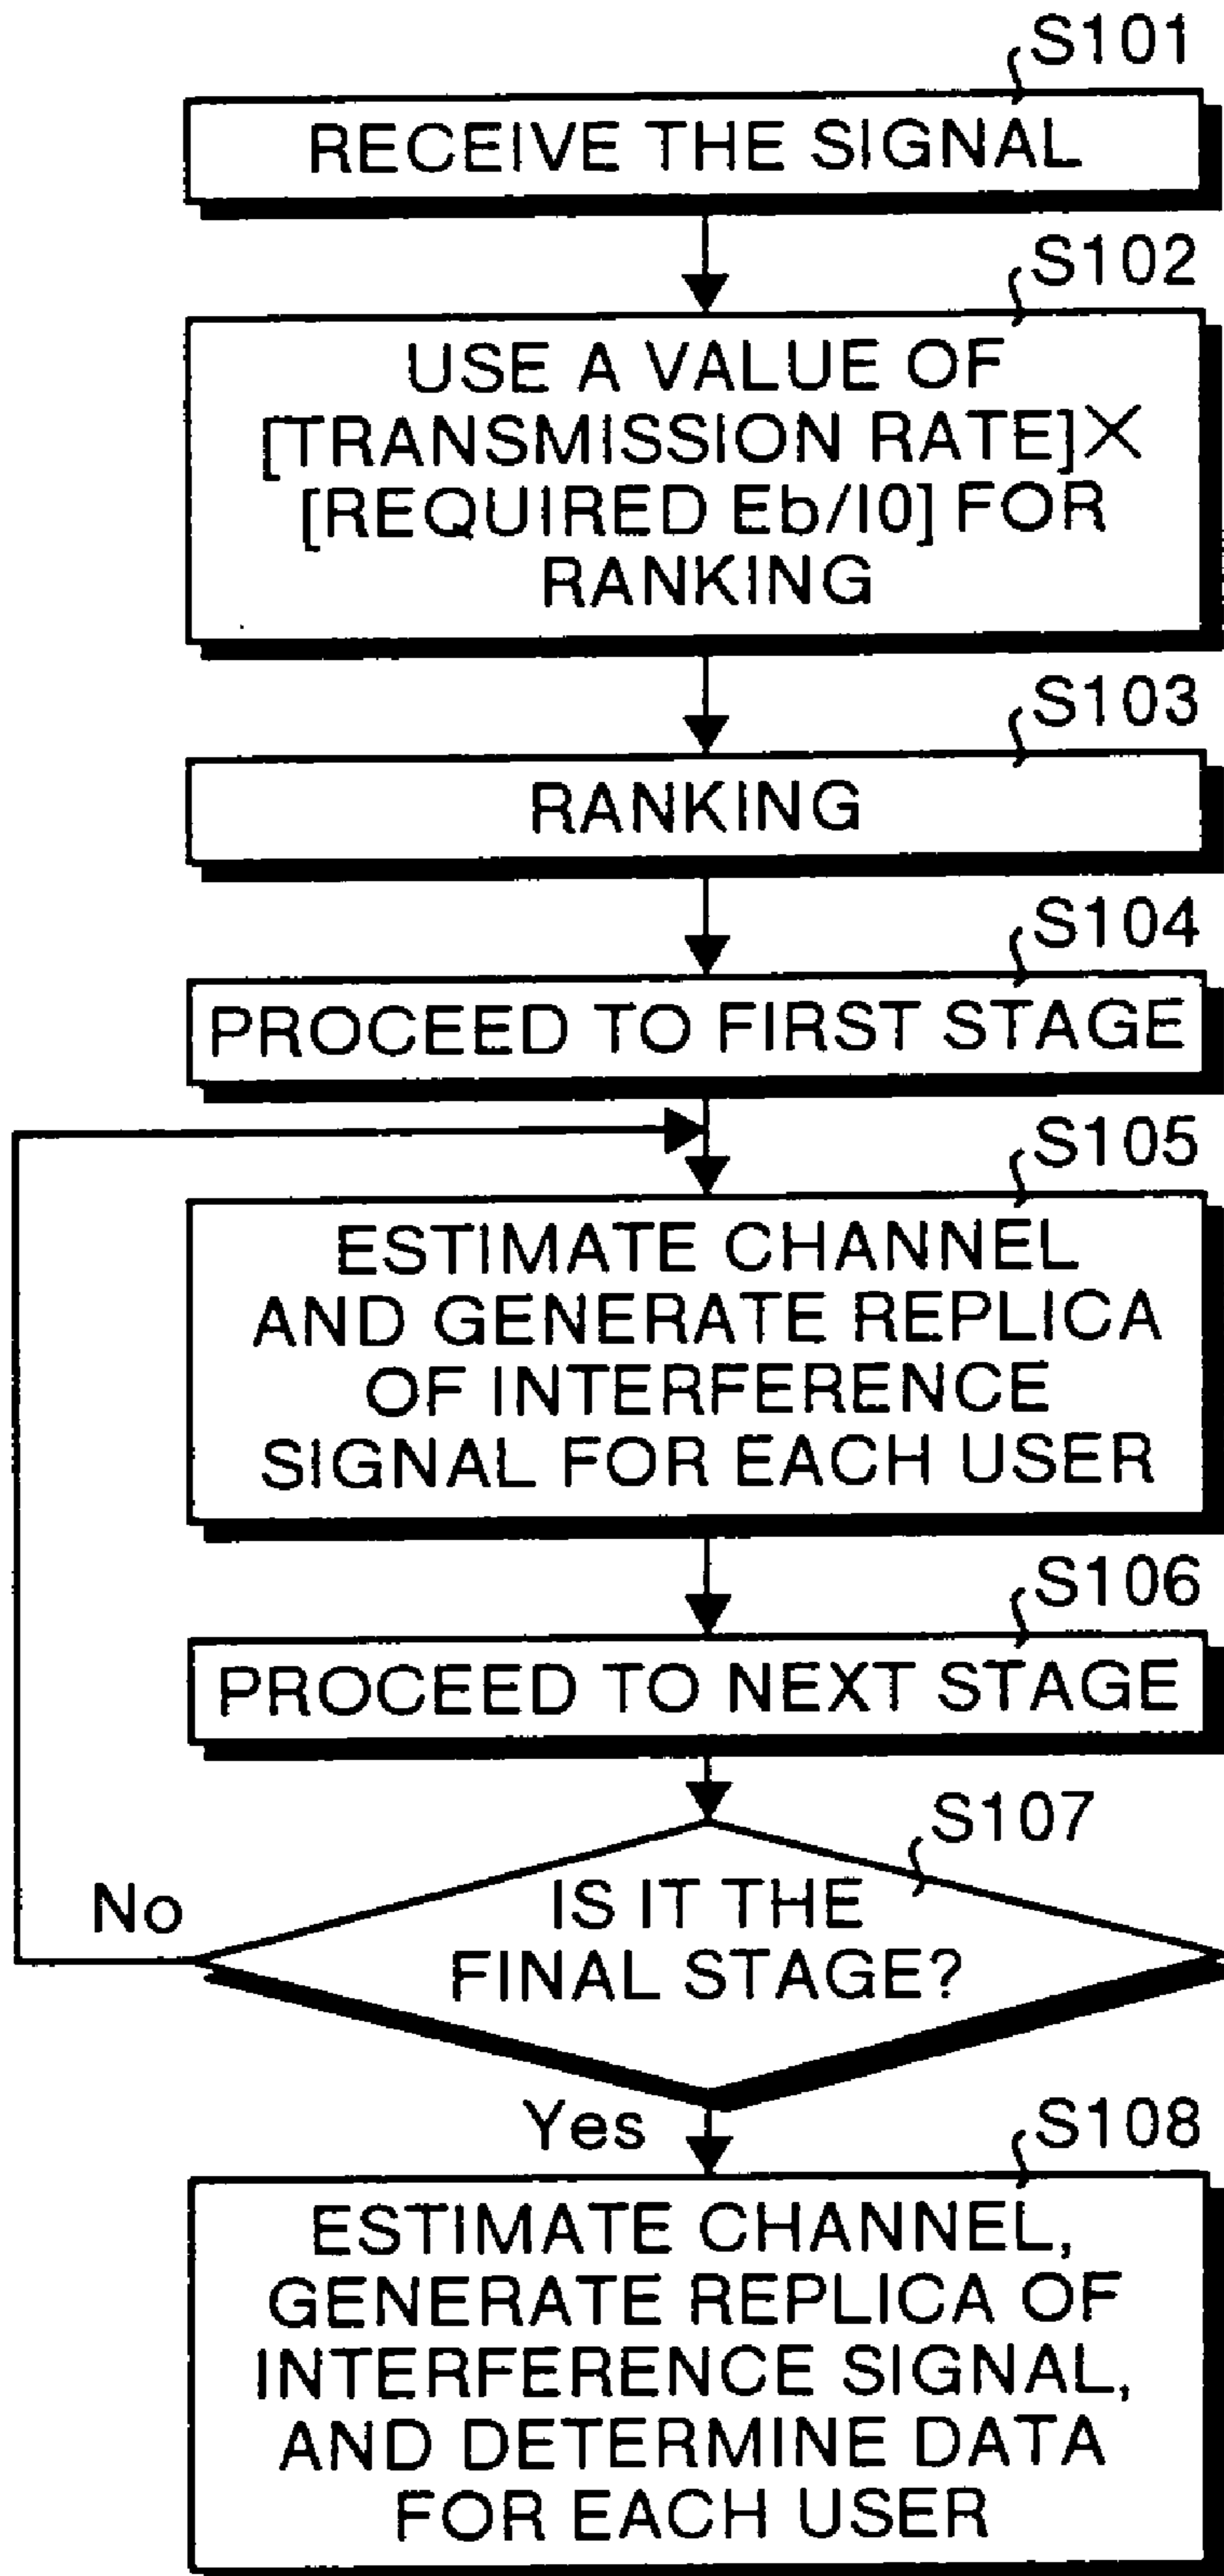 S101
RECEIVE THE SIGNAL
S102
USE A VALUE OF
[TRANSMISSION RATE]×
[REQUIRED Eb/I0] FOR
RANKING
S103
RANKING
S104
PROCEED TO FIRST STAGE
S105
ESTIMATE CHANNEL
AND GENERATE REPLICA
OF INTERFERENCE
SIGNAL FOR EACH USER
S106
PROCEED TO NEXT STAGE
S107
No
IS IT THE
FINAL STAGE?
Yes
S108
ESTIMATE CHANNEL,
GENERATE REPLICA OF
INTERFERENCE SIGNAL,
AND DETERMINE DATA
FOR EACH USER